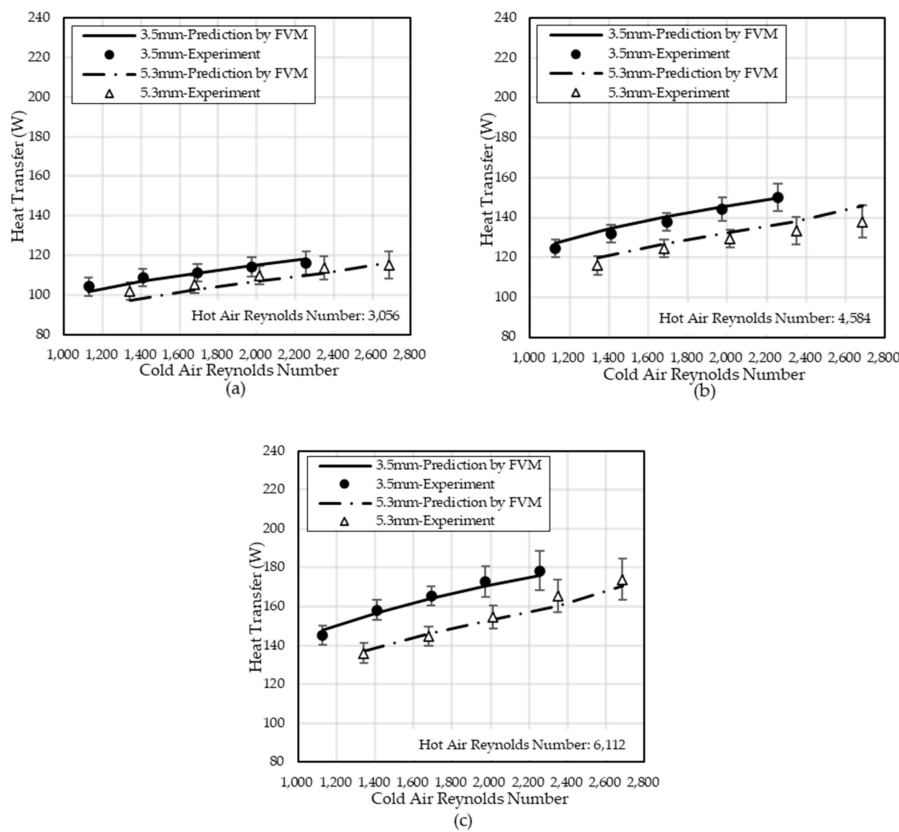 240
220
200
180
160
140
120
100
80
Heat Transfer (W)
3.5mm-Prediction by FVM
3.5mm-Experiment
5.3mm-Prediction by FVM
5.3mm-Experiment
Hot Air Reynolds Number: 3,056
1,000 1,200 1,400 1,600 1,800 2,000 2,200 2,400 2,600 2,800
Cold Air Reynolds Number
(a)
240
220
200
180
160
140
120
100
80
Heat Transfer (W)
3.5mm-Prediction by FVM
3.5mm-Experiment
5.3mm-Prediction by FVM
5.3mm-Experiment
Hot Air Reynolds Number: 4,584
1,000 1,200 1,400 1,600 1,800 2,000 2,200 2,400 2,600 2,800
Cold Air Reynolds Number
(b)
240
220
200
180
160
140
120
100
80
Heat Transfer (W)
3.5mm-Prediction by FVM
3.5mm-Experiment
5.3mm-Prediction by FVM
5.3mm-Experiment
Hot Air Reynolds Number: 6,112
1,000 1,200 1,400 1,600 1,800 2,000 2,200 2,400 2,600 2,800
Cold Air Reynolds Number
(c)